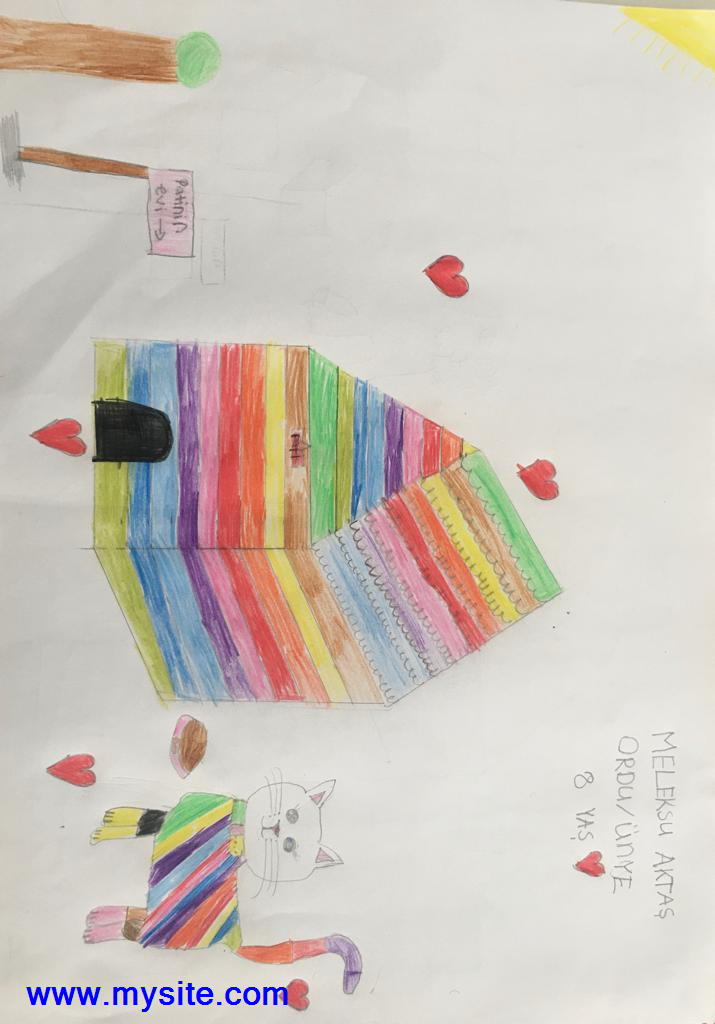 MELEKSU AKTAŞ
ORDU/ÜNYE
8 YAŞ
Patinin
evi →
www.mysite.com